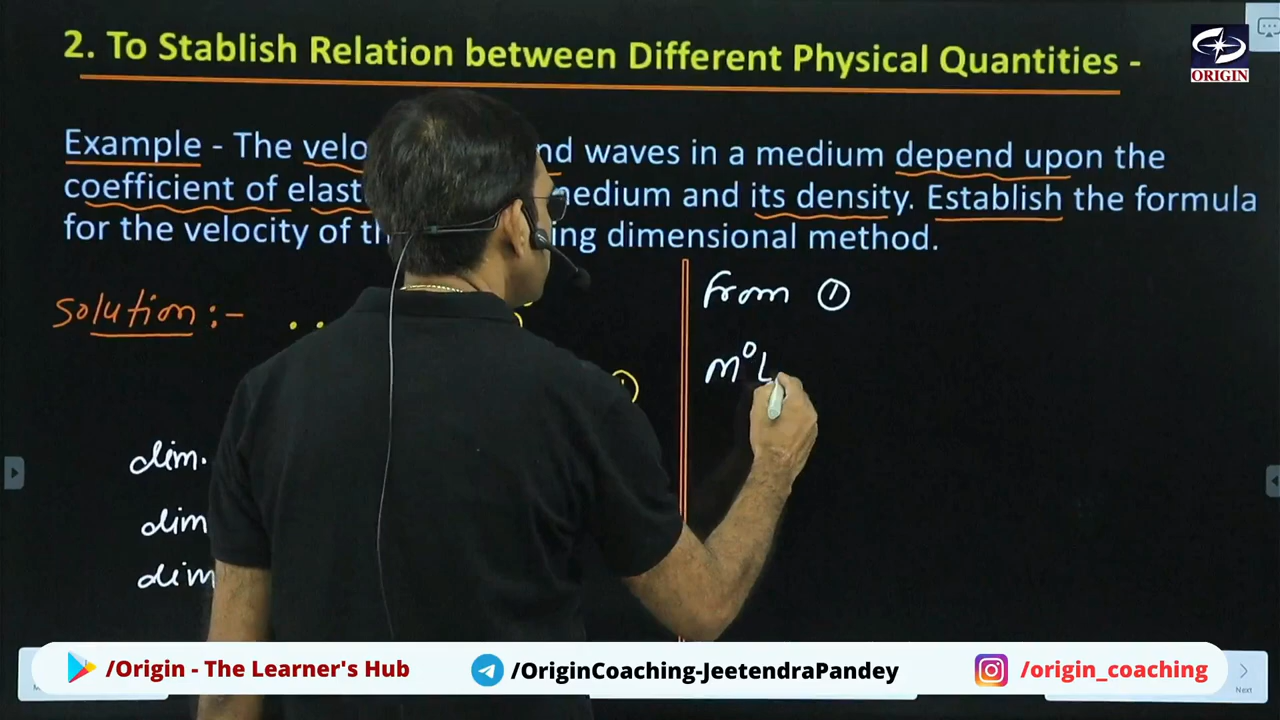 2. To Stablish Relation between Different Physical Quantities -
ORIGIN
Example - The velo nd waves in a medium depend upon the
coefficient of elast medium and its density. Establish the formula
for the velocity of th ing dimensional method.
Solution :-
①
dim.
dim
dim
from ①
M⁰L
/Origin - The Learner's Hub
/OriginCoaching-JeetendraPandey
/origin_coaching
Next